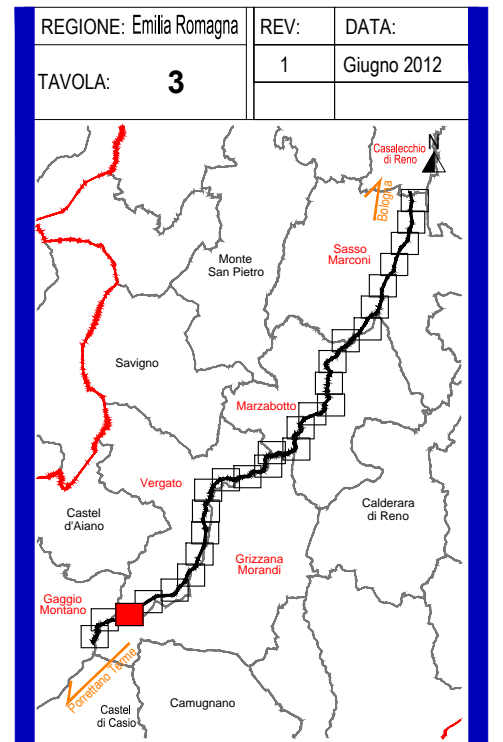 REGIONE: Emilia Romagna
REV:
DATA:
TAVOLA: 3
1
Giugno 2012
Casalecchio
di Reno
N
Bologna
Sasso
Marconi
Monte
San Pietro
Savigno
Marzabotto
Vergato
Castel
d'Aiano
Calderara
di Reno
Grizzana
Morandi
Gaggio
Montano
Porrettano Terme
Castel
di Casio
Camugnano